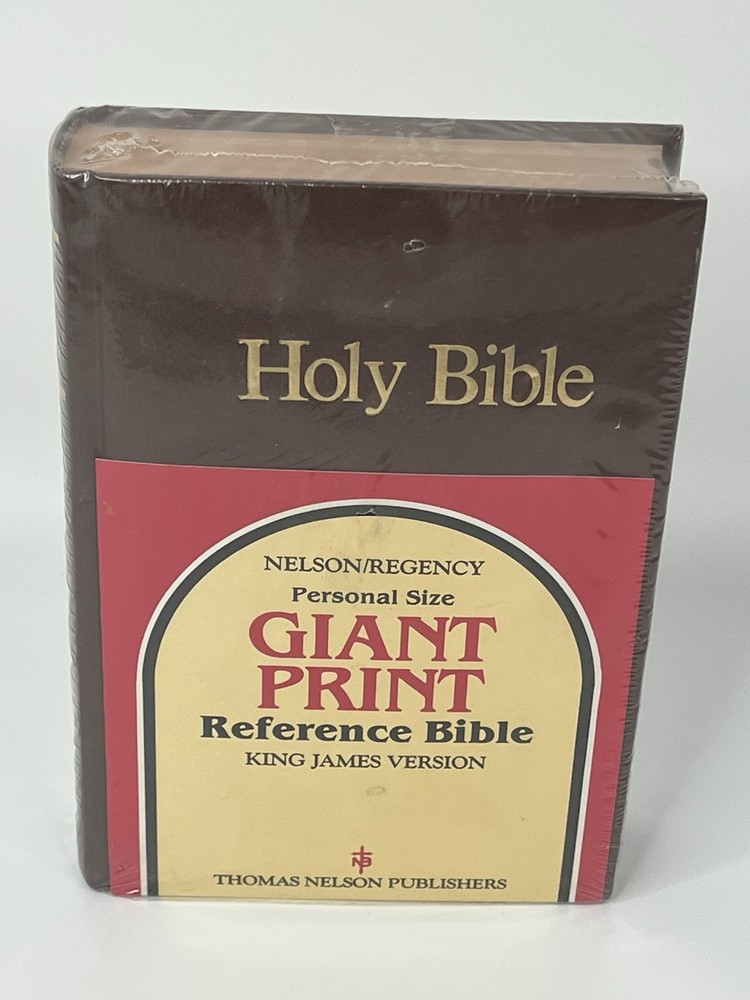 Holy Bible
NELSON/REGENCY
Personal Size
GIANT
PRINT
Reference Bible
KING JAMES VERSION
THOMAS NELSON PUBLISHERS